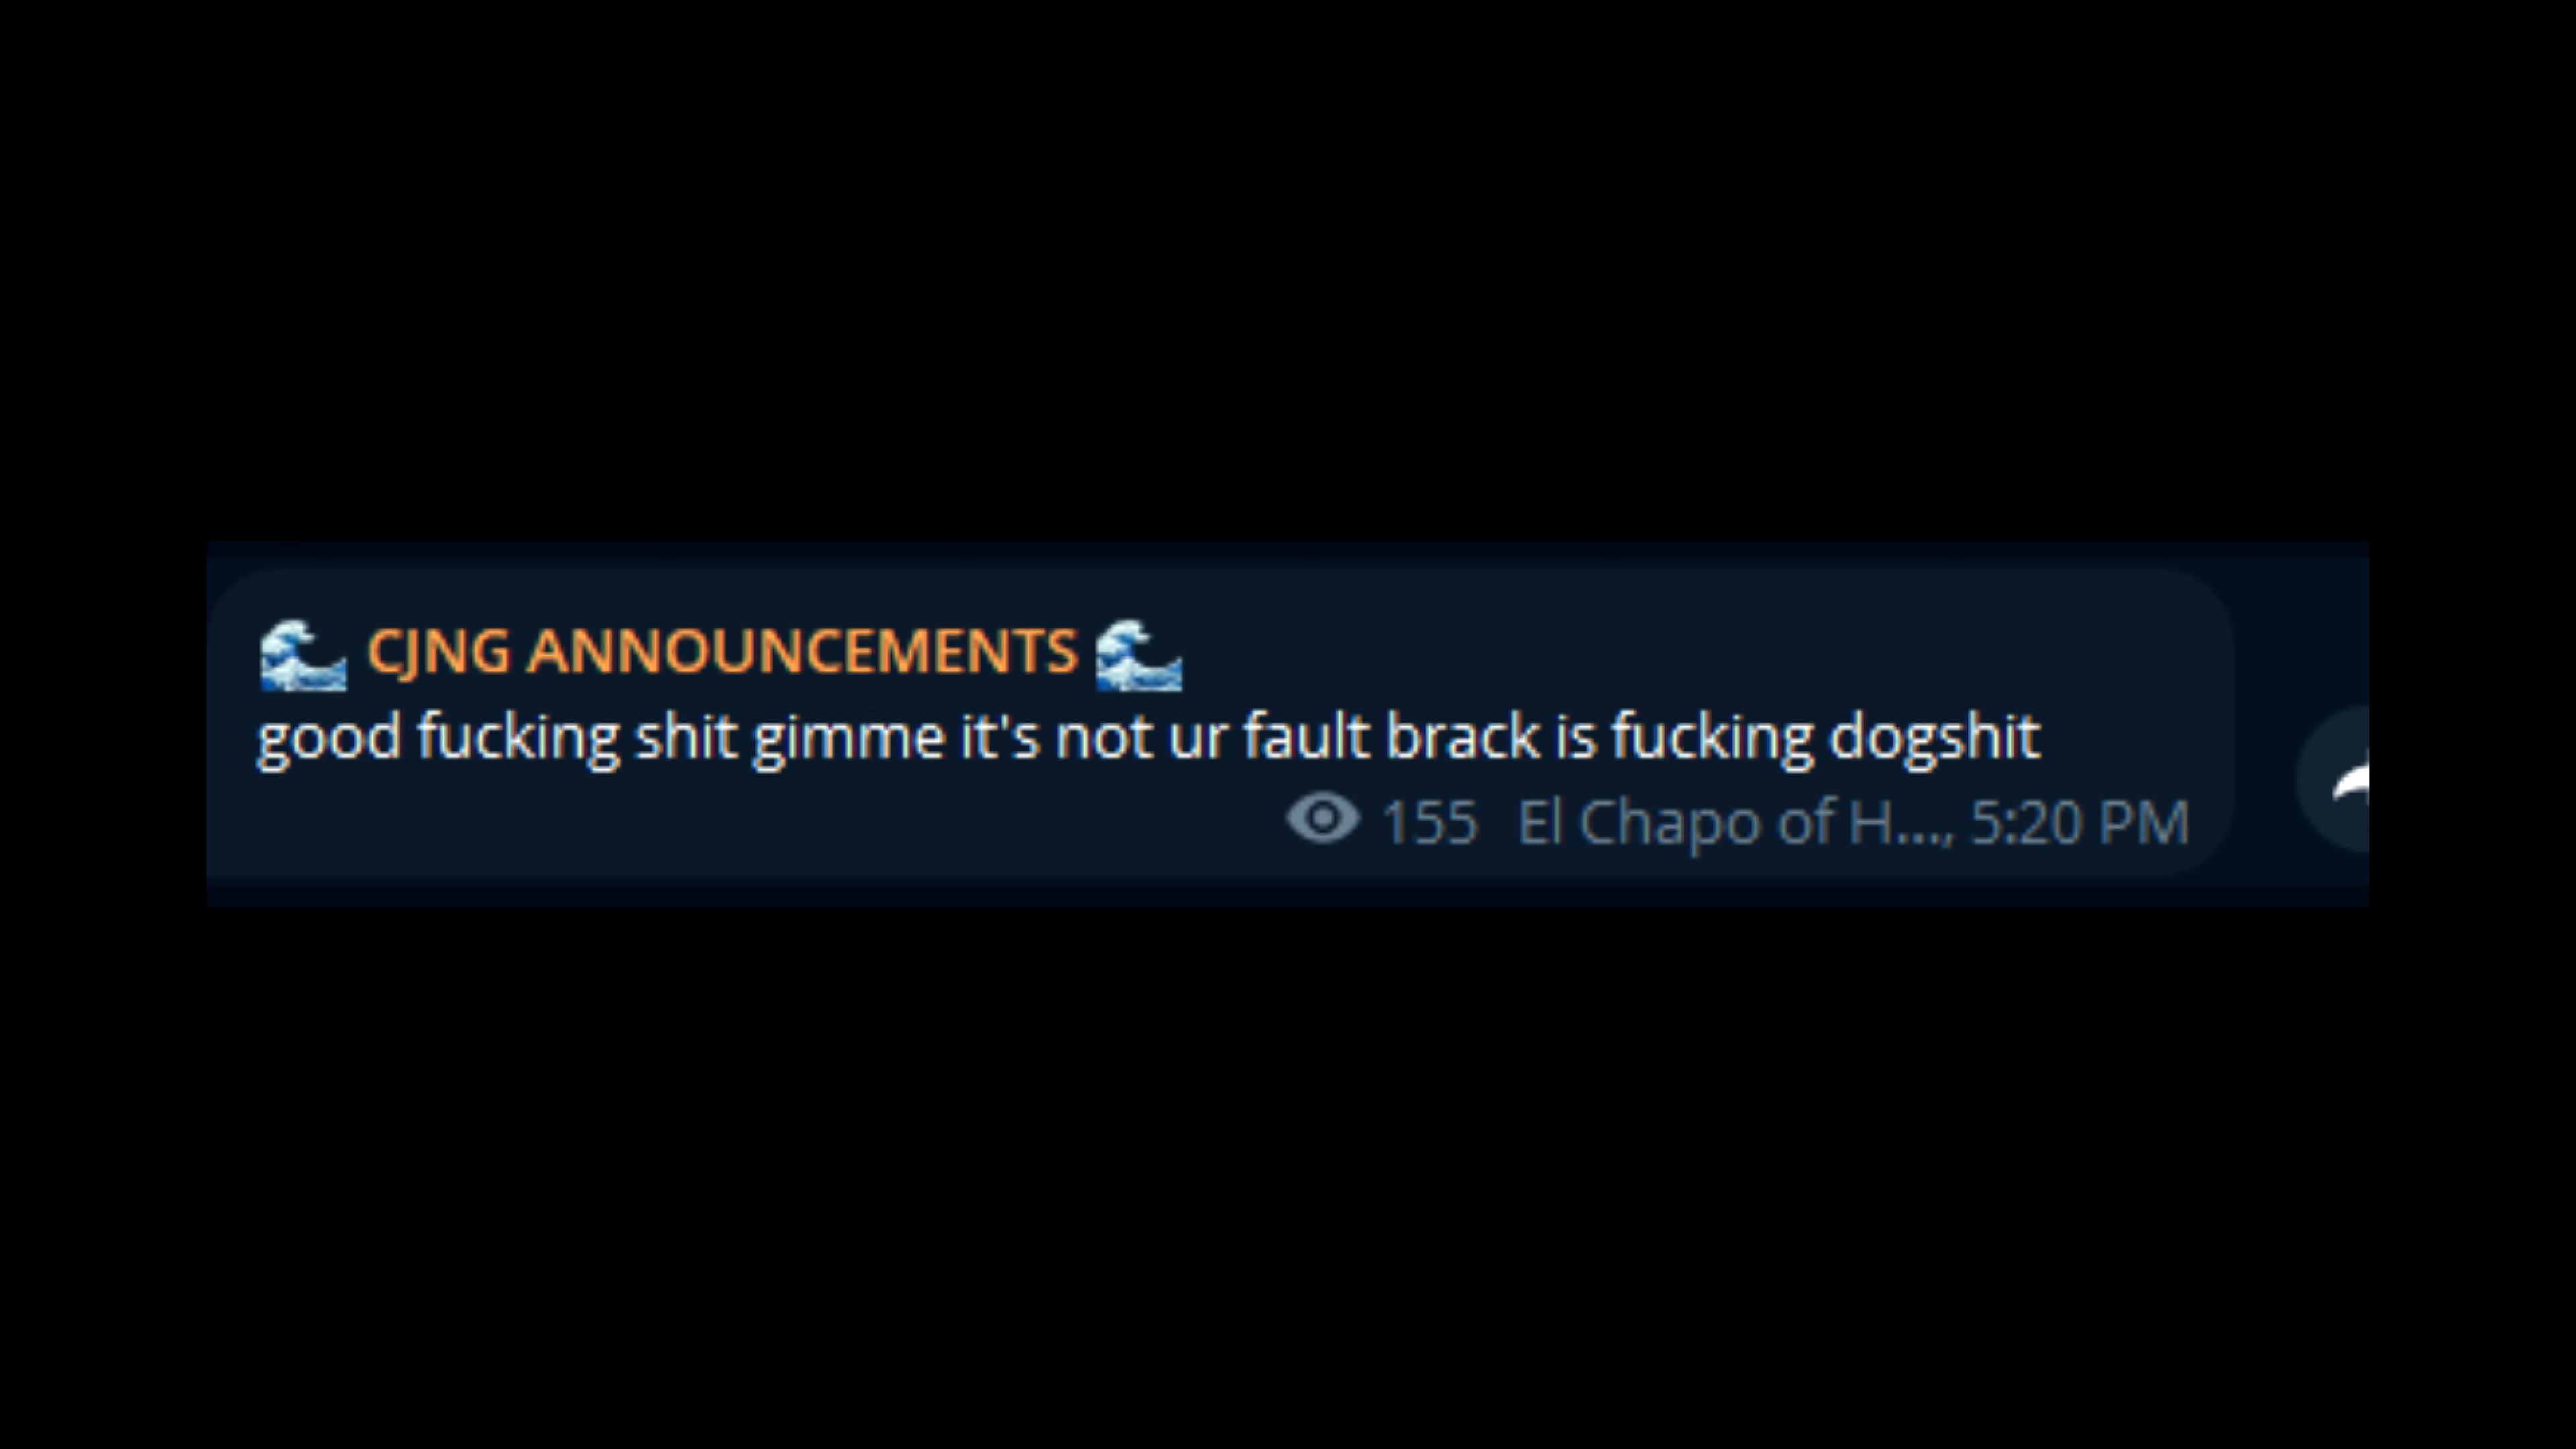 🌊 CJNG ANNOUNCEMENTS 🌊
good fucking shit gimme it's not ur fault brack is fucking dogshit
155 El Chapo of H..., 5:20 PM